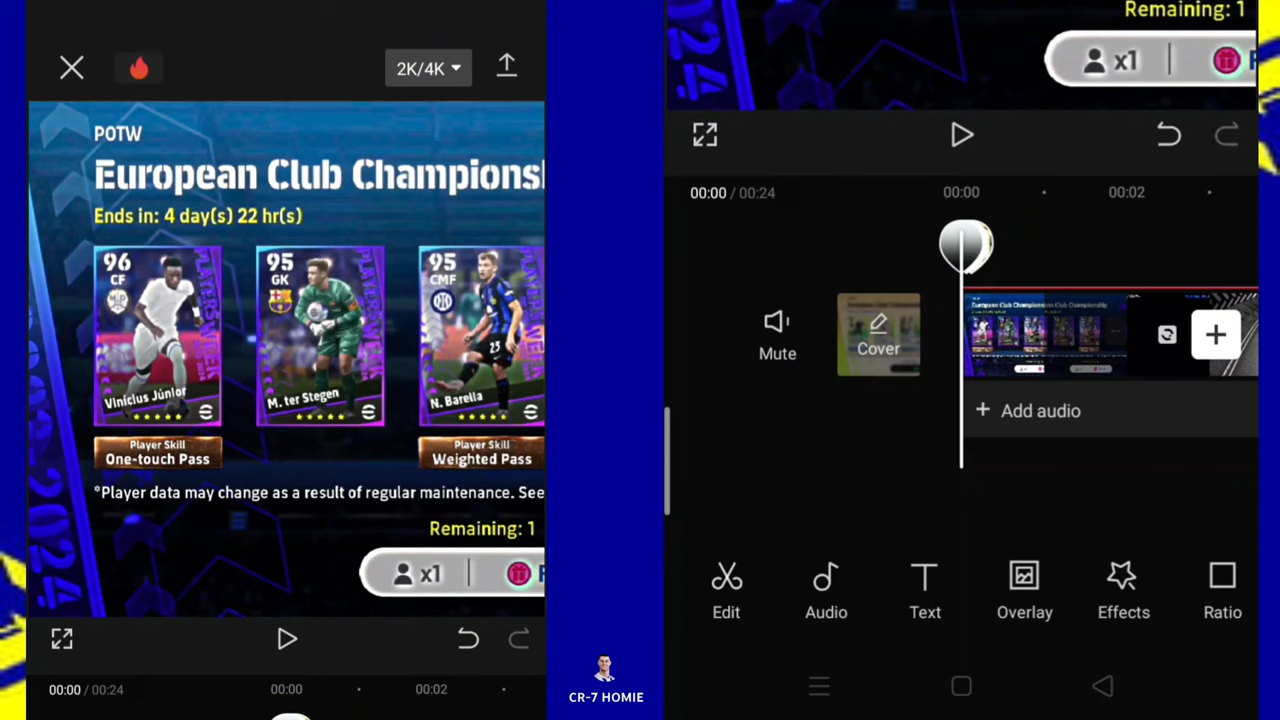 2K/4K
POTW
European Club Champions
Ends in: 4 day(s) 22 hr(s)
96
CF
Vinícius Júnior
Player Skill
One-touch Pass
95
GK
M. ter Stegen
95
CMF
23
N. Barella
Player Skill
Weighted Pass
*Player data may change as a result of regular maintenance. See
Remaining: 1
x1
F
00:00 / 00:24
00:00
00:02
CR-7 HOMIE
Remaining: 1
x1
F
00:00 / 00:24
00:00
00:02
Mute
Cover
European Club Championship
+ Add audio
Edit
Audio
Text
Overlay
Effects
Ratio